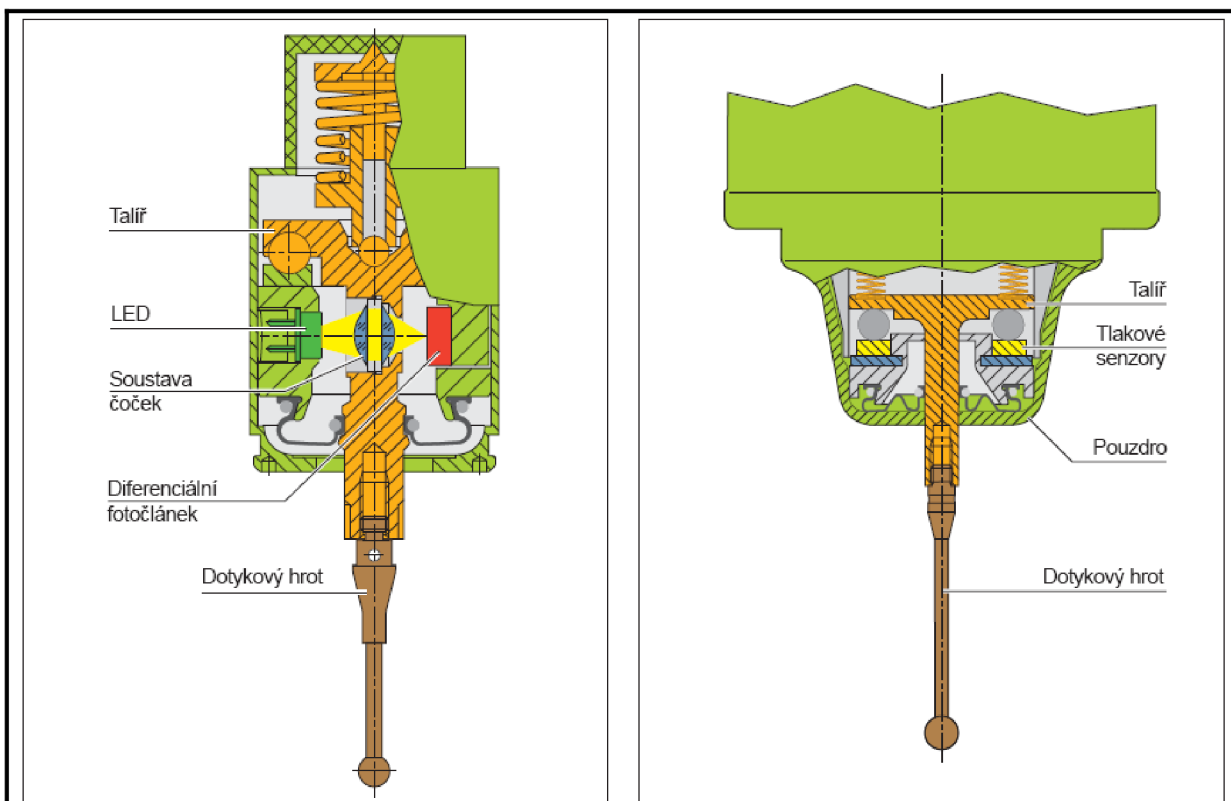 Talíř
LED
Soustava
čoček
Diferenciální
fotočlánek
Dotykový hrot
Talíř
Tlakové
senzory
Pouzdro
Dotykový hrot